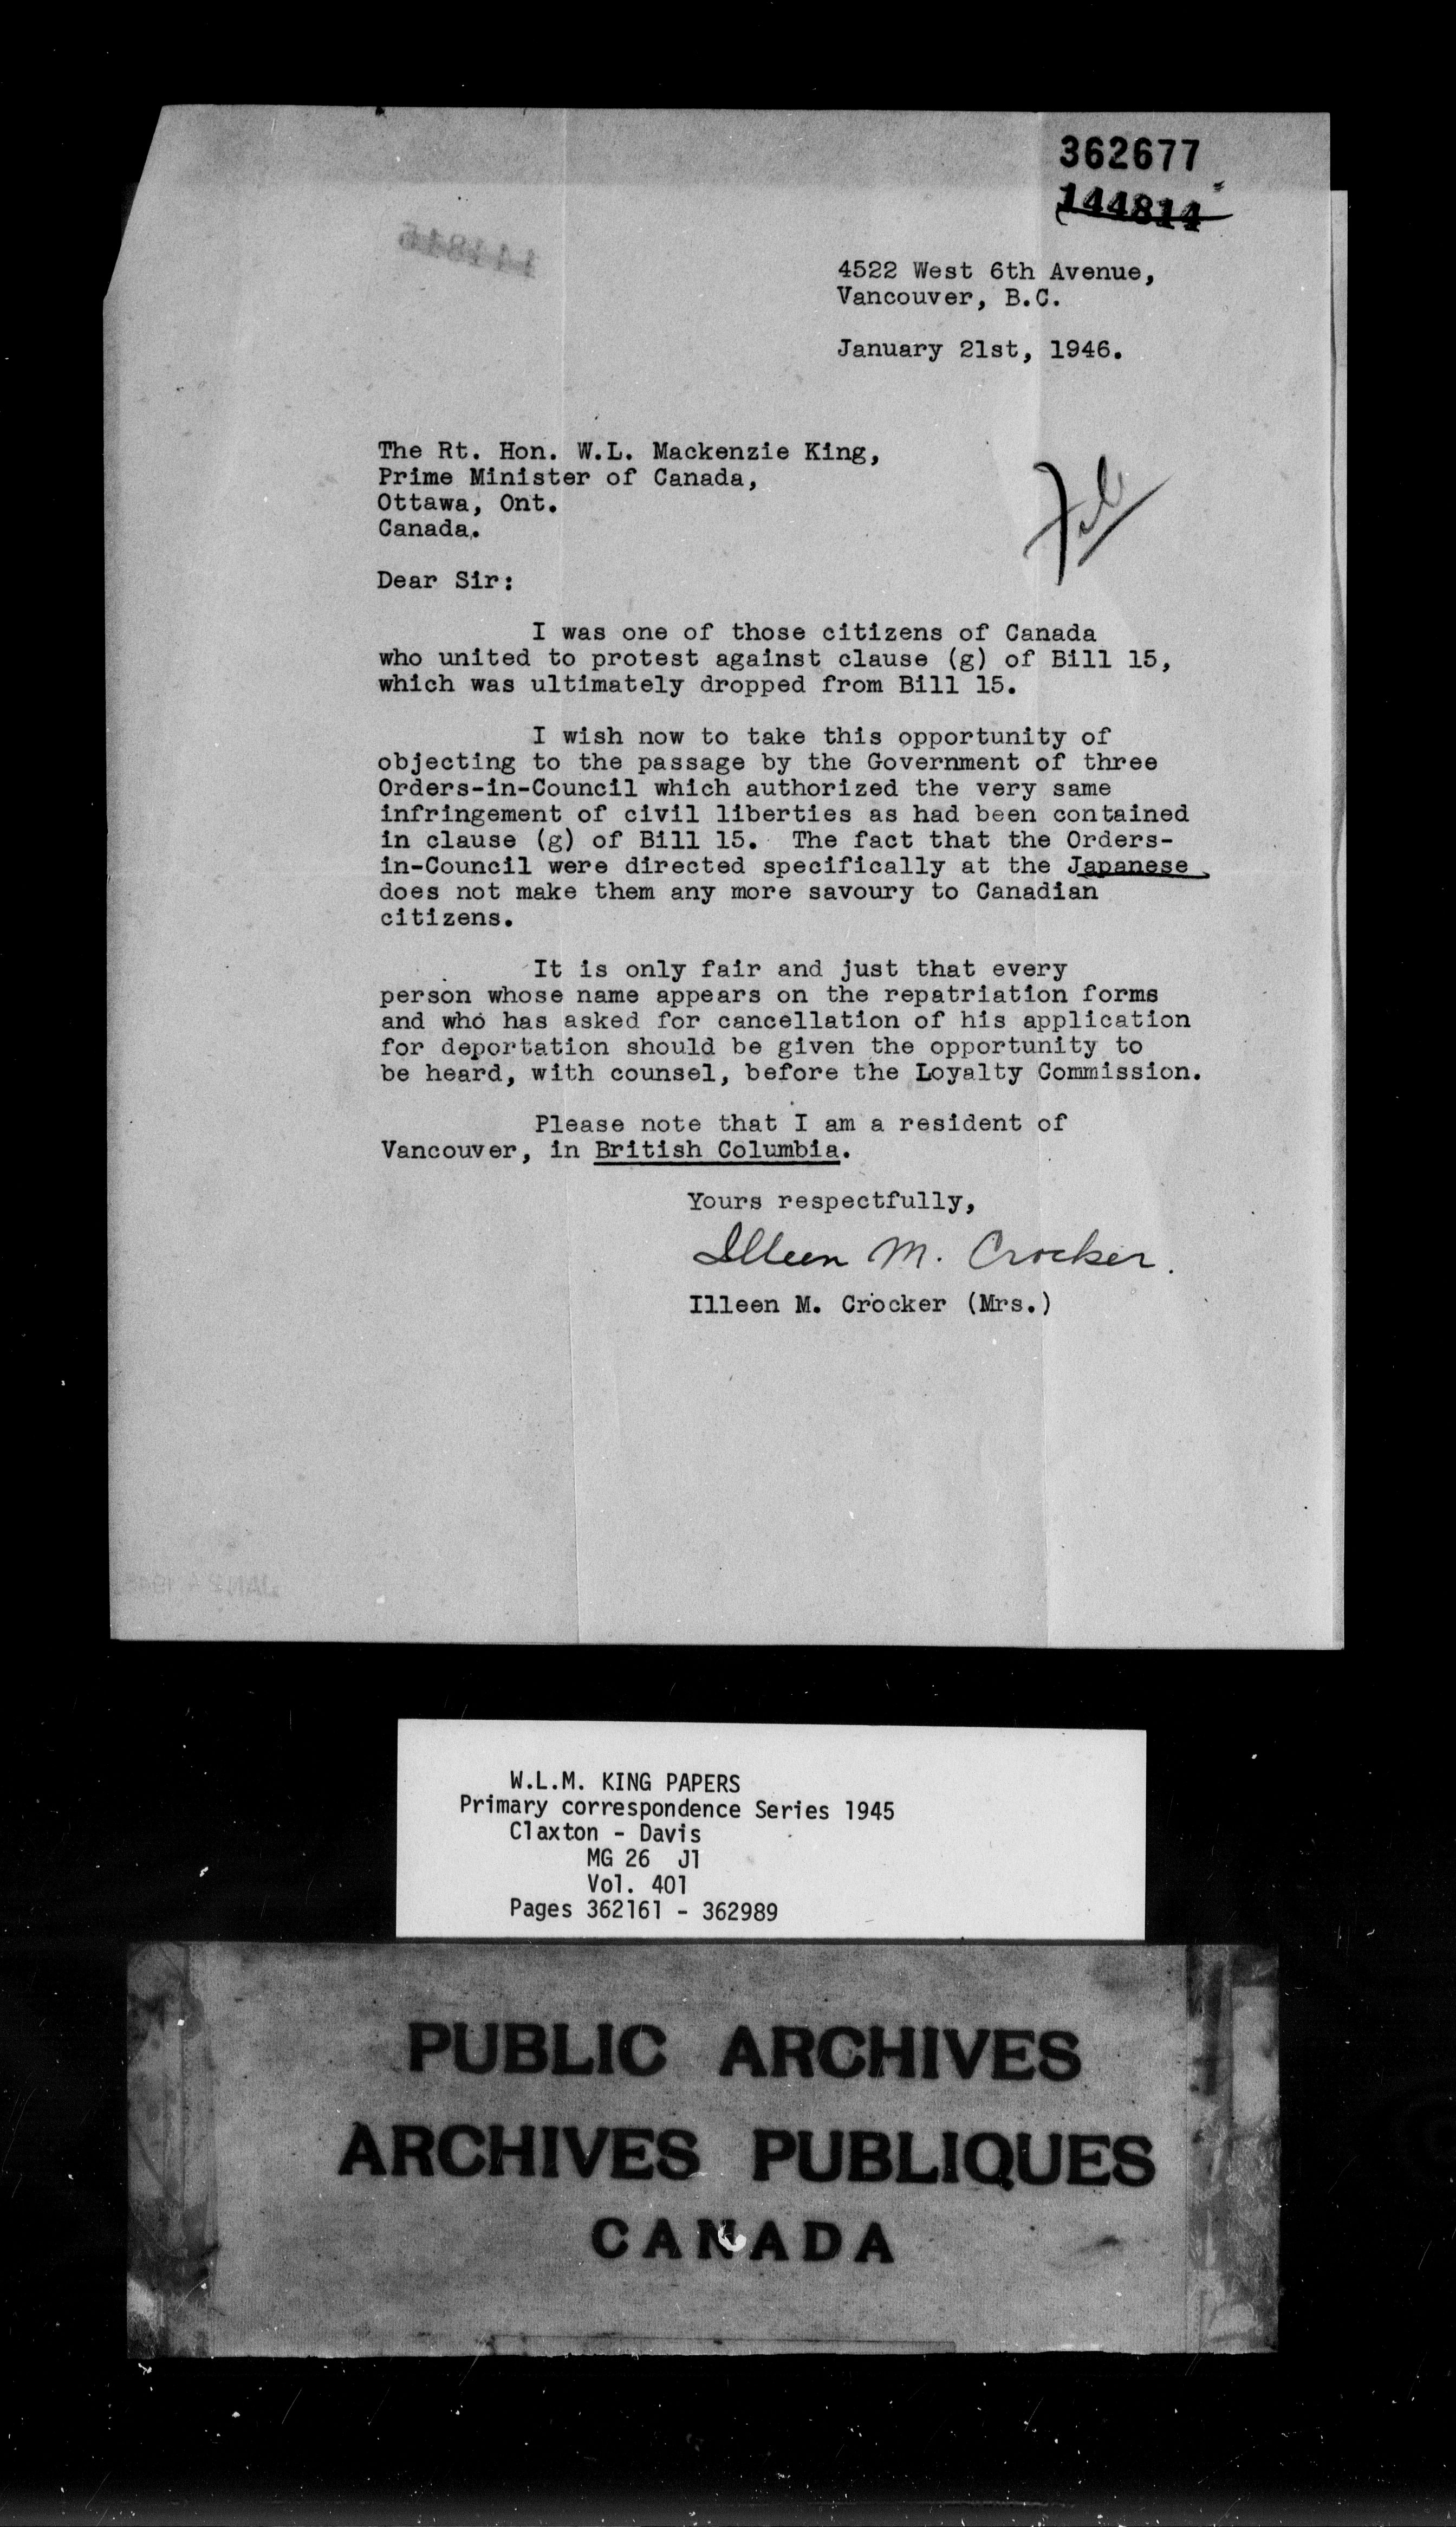 362677
144814
4522 West 6th Avenue,
Vancouver, B.C.
January 21st, 1946.
The Rt. Hon. W.L. Mackenzie King,
Prime Minister of Canada,
Ottawa, Ont.
Canada.
File
Dear Sir:
I was one of those citizens of Canada
who united to protest against clause (g) of Bill 15,
which was ultimately dropped from Bill 15.
I wish now to take this opportunity of
objecting to the passage by the Government of three
Orders-in-Council which authorized the very same
infringement of civil liberties as had been contained
in clause (g) of Bill 15. The fact that the Orders-
in-Council were directed specifically at the Japanese
does not make them any more savoury to Canadian
citizens.
It is only fair and just that every
person whose name appears on the repatriation forms
and who has asked for cancellation of his application
for deportation should be given the opportunity to
be heard, with counsel, before the Loyalty Commission.
Please note that I am a resident of
Vancouver, in British Columbia.
Yours respectfully,
Illeen M. Crocker.
Illeen M. Crocker (Mrs.)
W.L.M. KING PAPERS
Primary correspondence Series 1945
Claxton - Davis
MG 26 J1
Vol. 401
Pages 362161 - 362989
PUBLIC ARCHIVES
ARCHIVES PUBLIQUES
CANADA